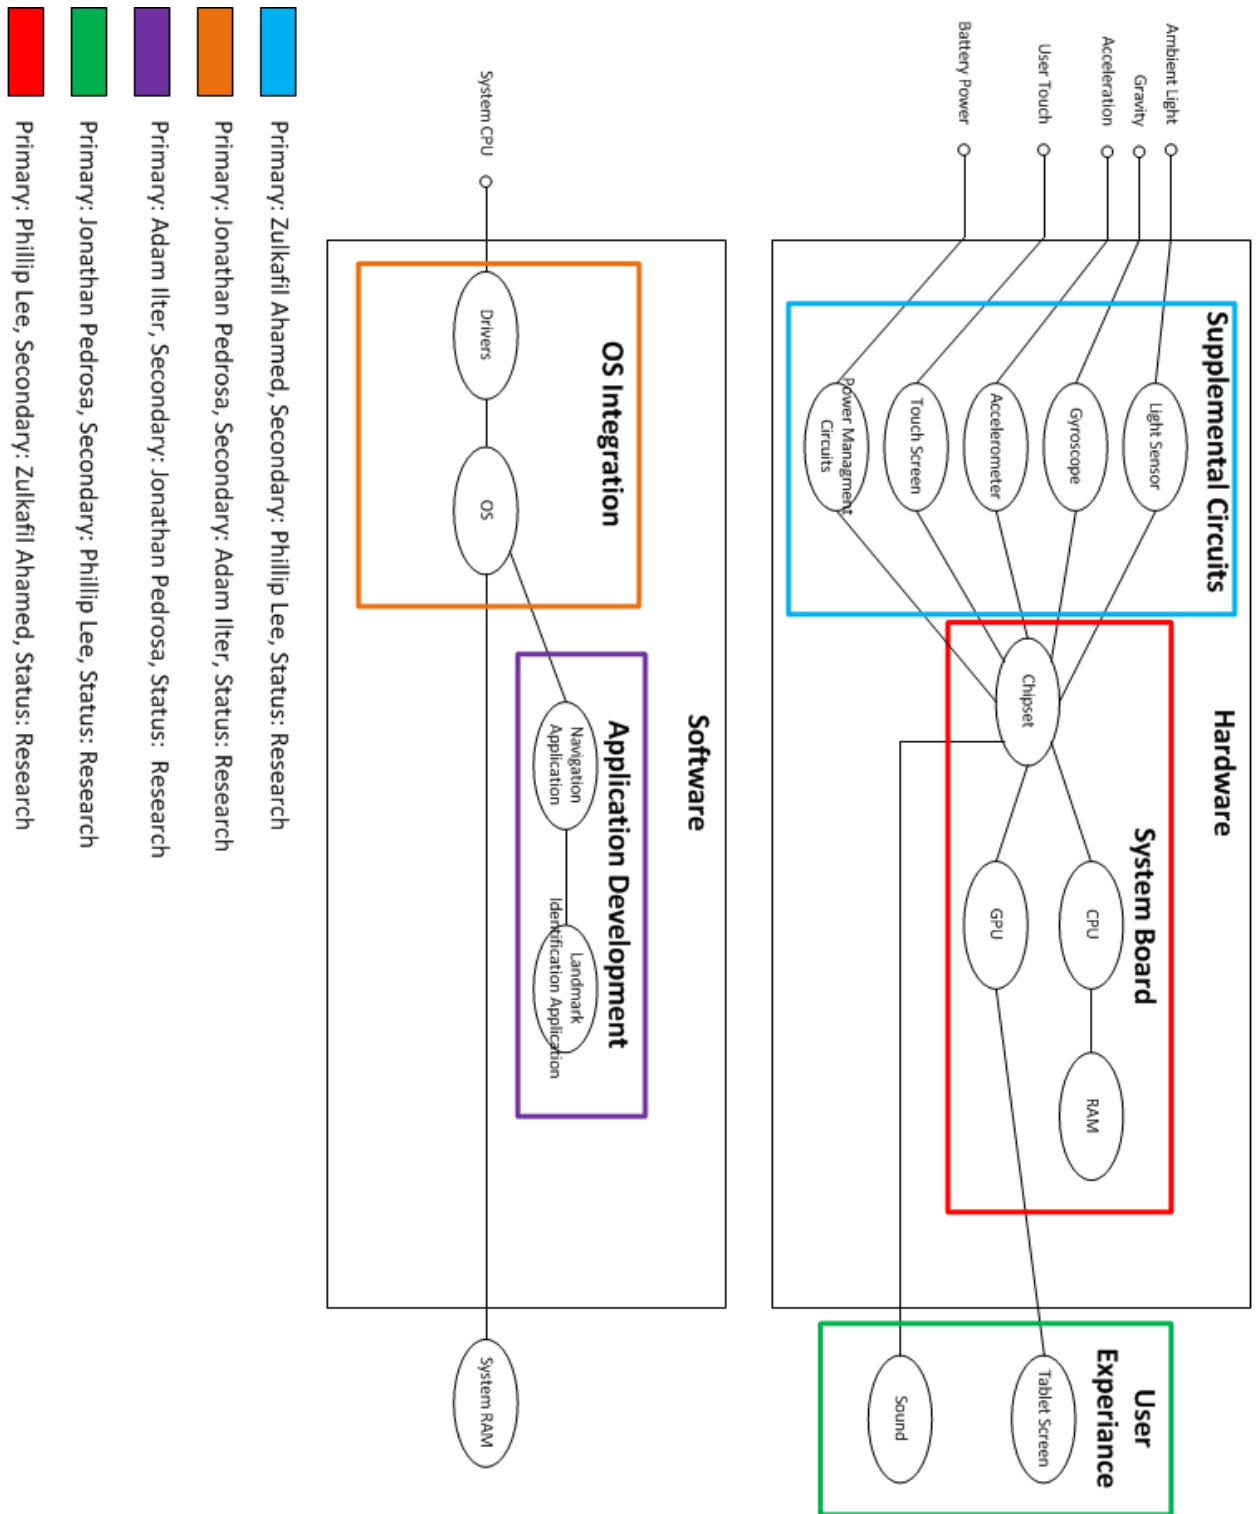 Hardware
Supplemental Circuits
System Board
User
Experiance
Ambient Light
Gravity
Acceleration
User Touch
Battery Power
Light Sensor
Gyroscope
Accelerometer
Touch Screen
Power Managment
Circuits
Chipset
CPU
RAM
GPU
Tablet Screen
Sound
Software
OS Integration
Application Development
System CPU
Drivers
OS
Navigation
Application
Landmark
Identification Application
System RAM
Primary: Zulkafil Ahamed, Secondary: Phillip Lee, Status: Research
Primary: Jonathan Pedrosa, Secondary: Adam Ilter, Status: Research
Primary: Adam Ilter, Secondary: Jonathan Pedrosa, Status:  Research
Primary: Jonathan Pedrosa, Secondary: Phillip Lee, Status: Research
Primary: Phillip Lee, Secondary: Zulkafil Ahamed, Status: Research